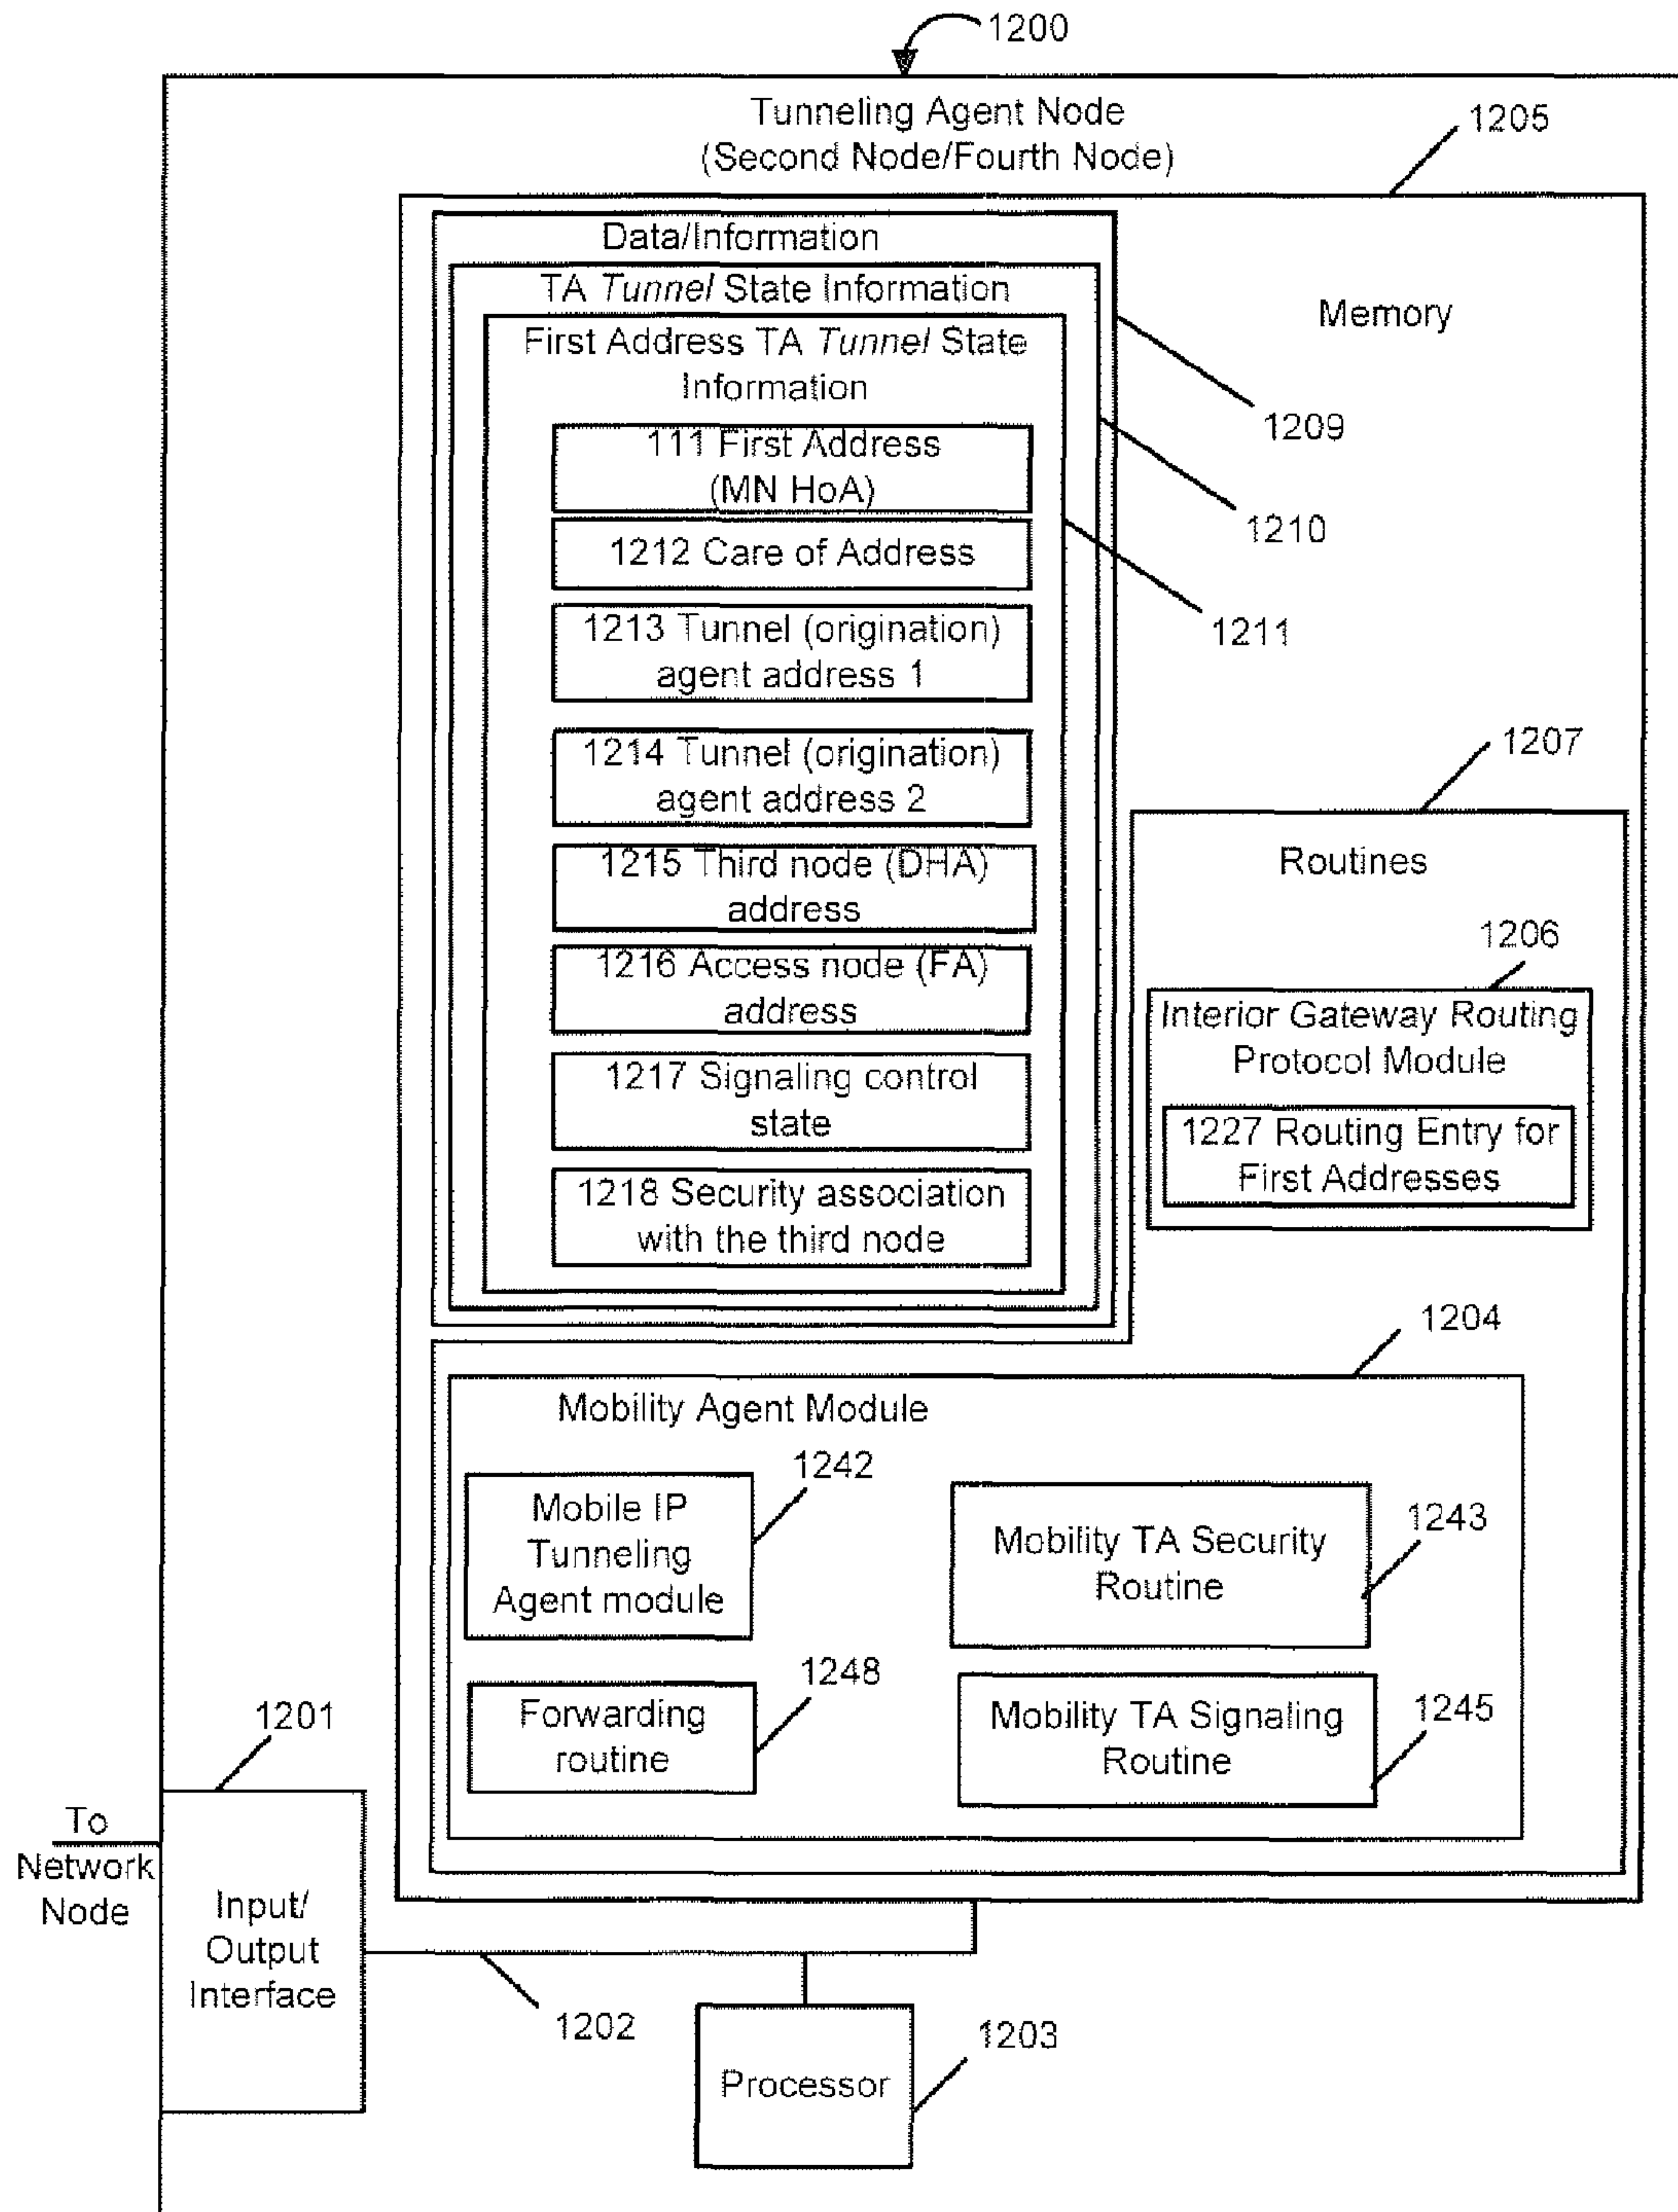 1200
Tunneling Agent Node
(Second Node/Fourth Node)
1205
Data/Information
TA Tunnel State Information
Memory
First Address TA Tunnel State
Information
111 First Address
(MN HoA)
1209
1212 Care of Address
1210
1213 Tunnel (origination)
agent address 1
1211
1214 Tunnel (origination)
agent address 2
1207
1215 Third node (DHA)
address
Routines
1216 Access node (FA)
address
1206
Interior Gateway Routing
Protocol Module
1217 Signaling control
state
1227 Routing Entry for
First Addresses
1218 Security association
with the third node
1204
Mobility Agent Module
1242
Mobile IP
Tunneling
Agent module
Mobility TA Security
Routine
1243
1248
Forwarding
routine
Mobility TA Signaling
Routine
1245
1201
To
Network
Node
Input/
Output
Interface
1202
Processor
1203